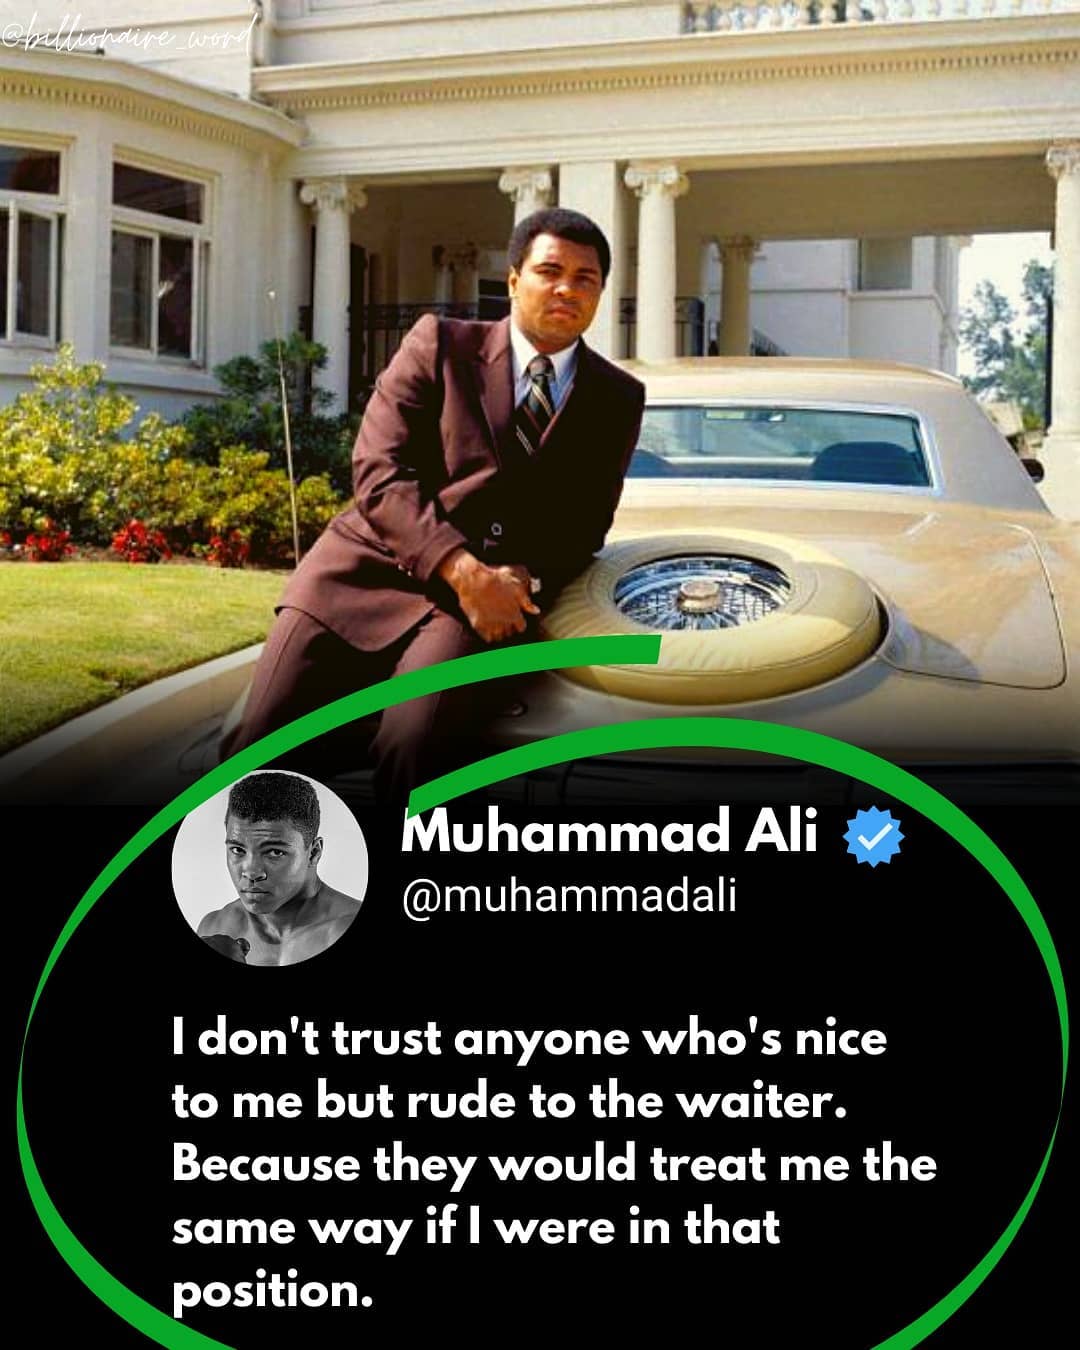 @billionaire_word
Muhammad Ali
@muhammadali
I don't trust anyone who's nice
to me but rude to the waiter.
Because they would treat me the
same way if I were in that
position.